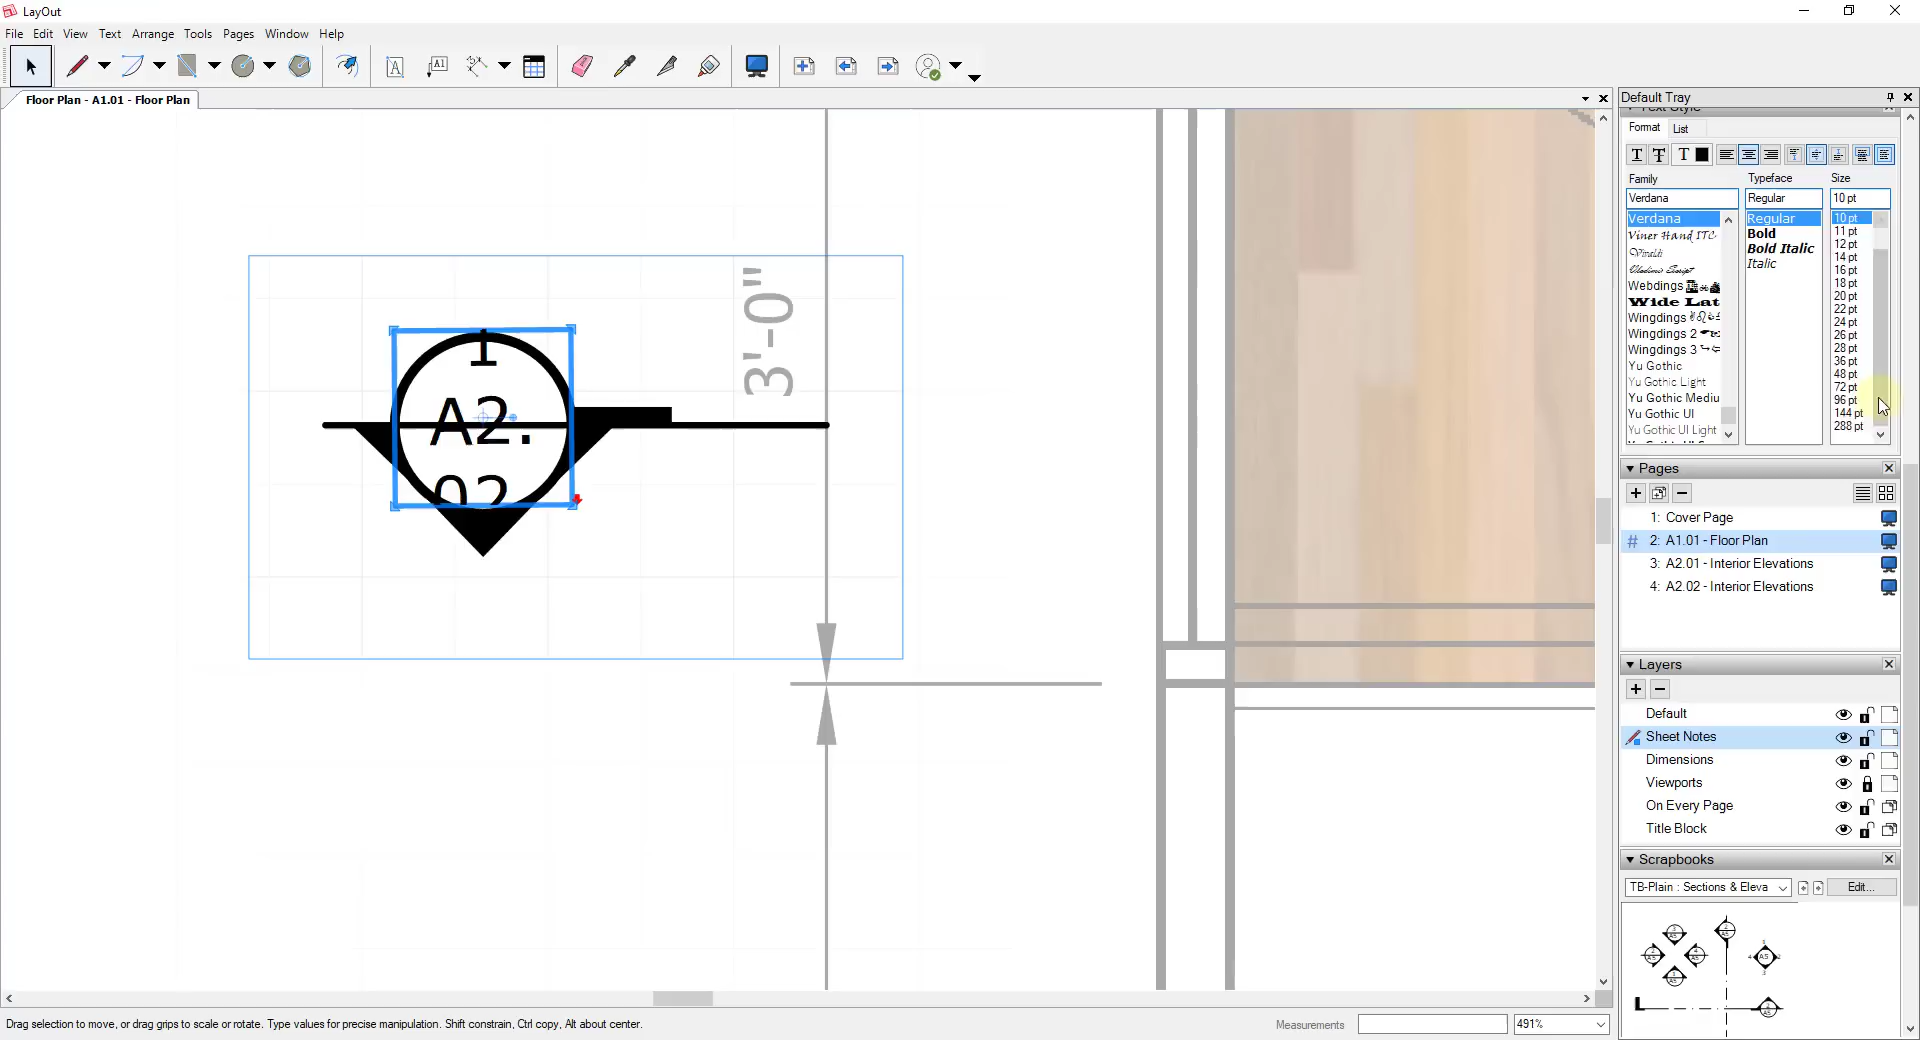 LayOut
File Edit View Text Arrange Tools Pages Window Help
Floor Plan - A1.01 - Floor Plan
Default Tray
Text Style
Format List
Family Typeface Size
Verdana Regular 10 pt
Verdana
Viner Hand ITC
Vivaldi
Vladimir Script
Webdings
Wide Lat
Wingdings
Wingdings 2
Wingdings 3
Yu Gothic
Yu Gothic Light
Yu Gothic Mediu
Yu Gothic UI
Yu Gothic UI Light
Regular
Bold
Bold Italic
Italic
10 pt
11 pt
12 pt
14 pt
16 pt
18 pt
20 pt
22 pt
24 pt
26 pt
28 pt
36 pt
48 pt
72 pt
96 pt
144 pt
288 pt
1
A2.
02
3'-0"
Pages
1: Cover Page
# 2: A1.01 - Floor Plan
3: A2.01 - Interior Elevations
4: A2.02 - Interior Elevations
Layers
Default
Sheet Notes
Dimensions
Viewports
On Every Page
Title Block
Scrapbooks
TB-Plain : Sections & Eleva Edit...
Drag selection to move, or drag grips to scale or rotate. Type values for precise manipulation. Shift constrain, Ctrl copy, Alt about center.
Measurements
491%